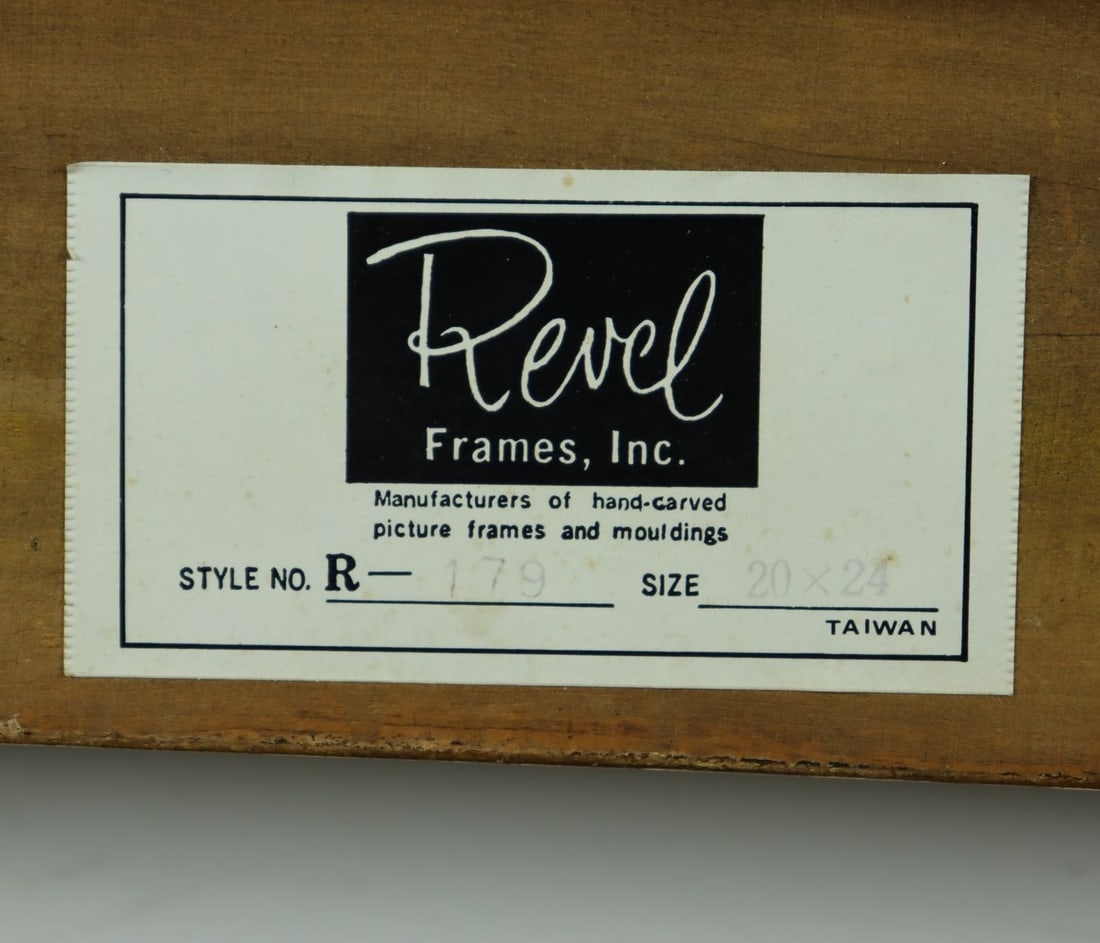 Revel
Frames, Inc.
Manufacturers of hand-carved
picture frames and mouldings
STYLE NO. R— 179 SIZE 20 × 24
TAIWAN